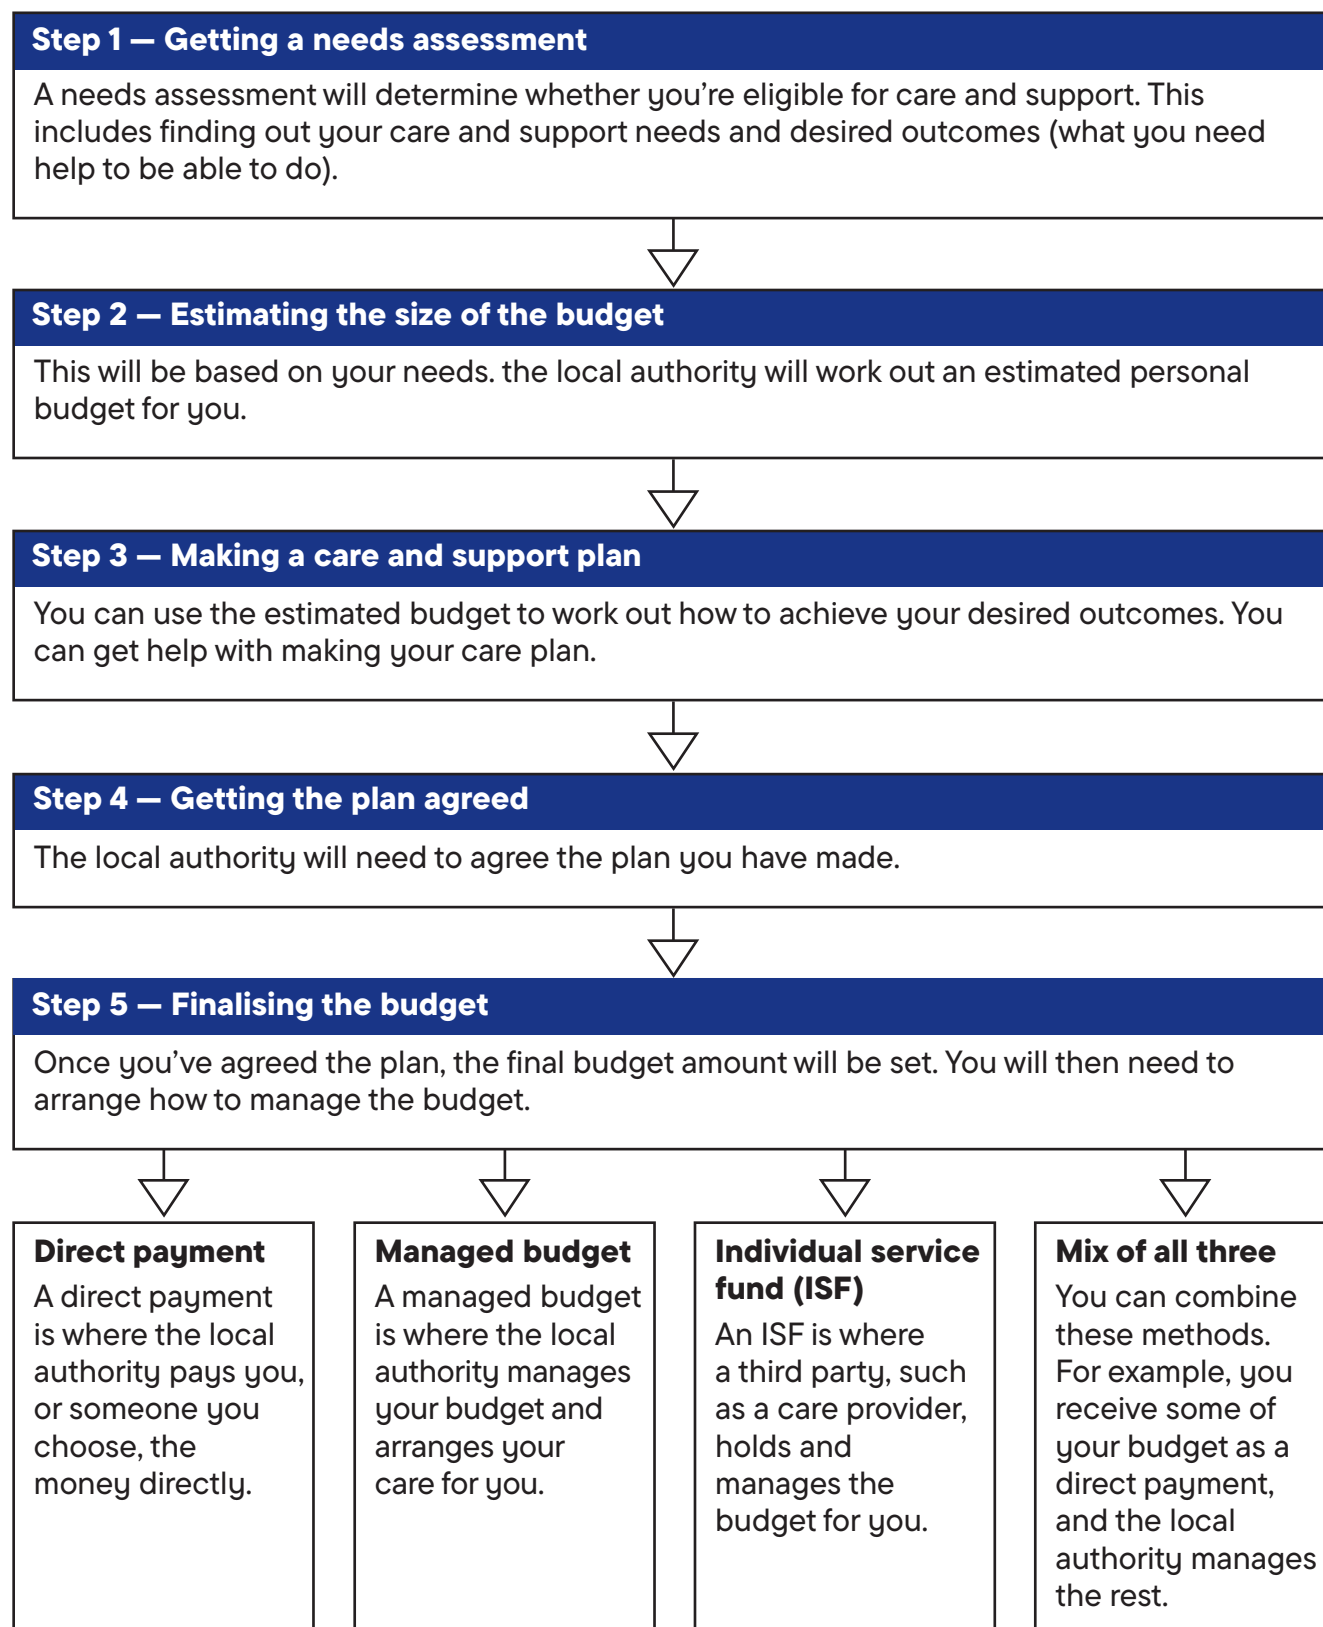 Step 1 — Getting a needs assessment
A needs assessment will determine whether you’re eligible for care and support. This
includes finding out your care and support needs and desired outcomes (what you need
help to be able to do).
Step 2 — Estimating the size of the budget
This will be based on your needs. the local authority will work out an estimated personal
budget for you.
Step 3 — Making a care and support plan
You can use the estimated budget to work out how to achieve your desired outcomes. You
can get help with making your care plan.
Step 4 — Getting the plan agreed
The local authority will need to agree the plan you have made.
Step 5 — Finalising the budget
Once you’ve agreed the plan, the final budget amount will be set. You will then need to
arrange how to manage the budget.
Direct payment
A direct payment
is where the local
authority pays you,
or someone you
choose, the
money directly.
Managed budget
A managed budget
is where the local
authority manages
your budget and
arranges your
care for you.
Individual service
fund (ISF)
An ISF is where
a third party, such
as a care provider,
holds and
manages the
budget for you.
Mix of all three
You can combine
these methods.
For example, you
receive some of
your budget as a
direct payment,
and the local
authority manages
the rest.